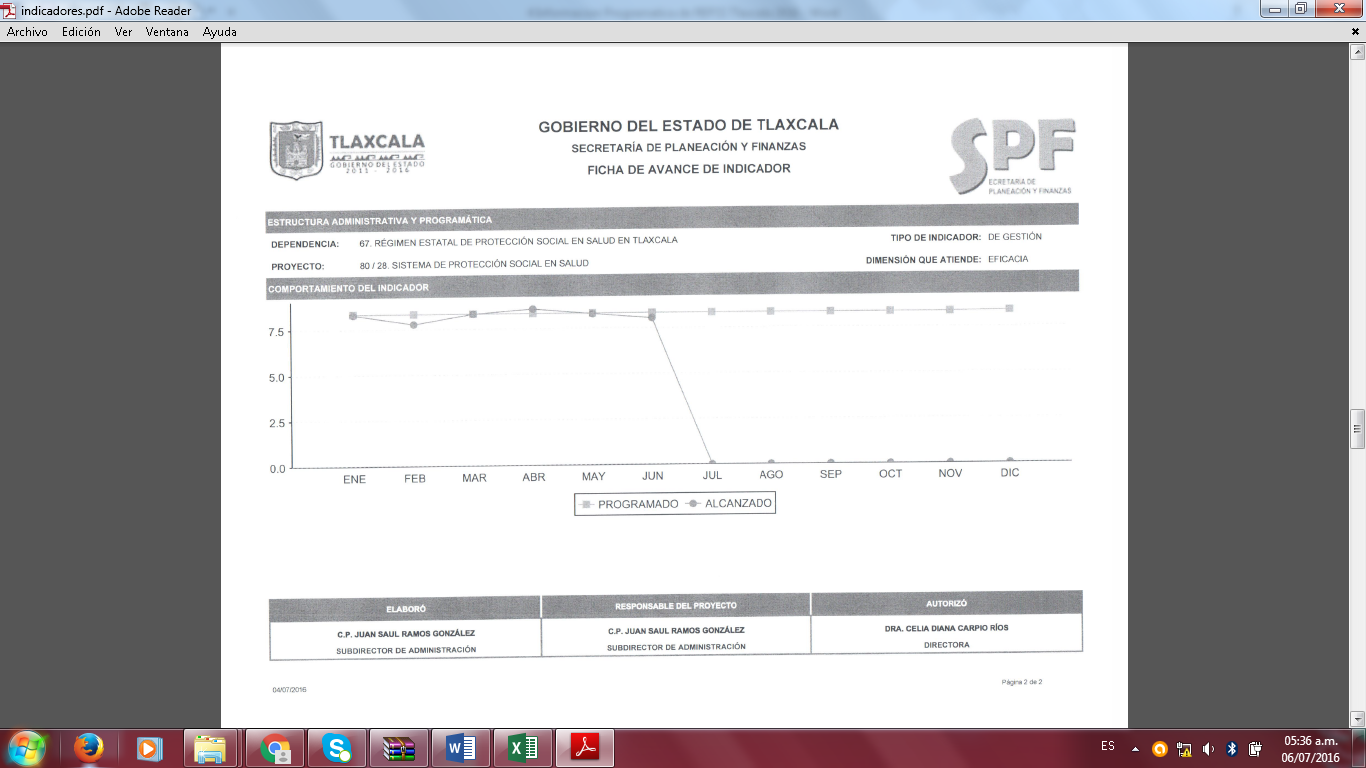 indicadores.pdf - Adobe Reader
Archivo Edición Ver Ventana Ayuda
TLAXCALA
GOBIERNO DEL ESTADO
2011 - 2016
GOBIERNO DEL ESTADO DE TLAXCALA
SECRETARÍA DE PLANEACIÓN Y FINANZAS
FICHA DE AVANCE DE INDICADOR
SPF
ECRETARIA DE
PLANEACIÓN Y FINANZAS
ESTRUCTURA ADMINISTRATIVA Y PROGRAMÁTICA
DEPENDENCIA: 67. RÉGIMEN ESTATAL DE PROTECCIÓN SOCIAL EN SALUD EN TLAXCALA TIPO DE INDICADOR: DE GESTIÓN
PROYECTO: 80 / 28. SISTEMA DE PROTECCIÓN SOCIAL EN SALUD DIMENSIÓN QUE ATIENDE: EFICACIA
COMPORTAMIENTO DEL INDICADOR
7.5
5.0
2.5
0.0
ENE FEB MAR ABR MAY JUN JUL AGO SEP OCT NOV DIC
PROGRAMADO ALCANZADO
ELABORÓ RESPONSABLE DEL PROYECTO AUTORIZÓ
C.P. JUAN SAUL RAMOS GONZÁLEZ C.P. JUAN SAUL RAMOS GONZÁLEZ DRA. CELIA DIANA CARPIO RÍOS
SUBDIRECTOR DE ADMINISTRACIÓN SUBDIRECTOR DE ADMINISTRACIÓN DIRECTORA
04/07/2016 Página 2 de 2
ES 05:36 a.m.
06/07/2016